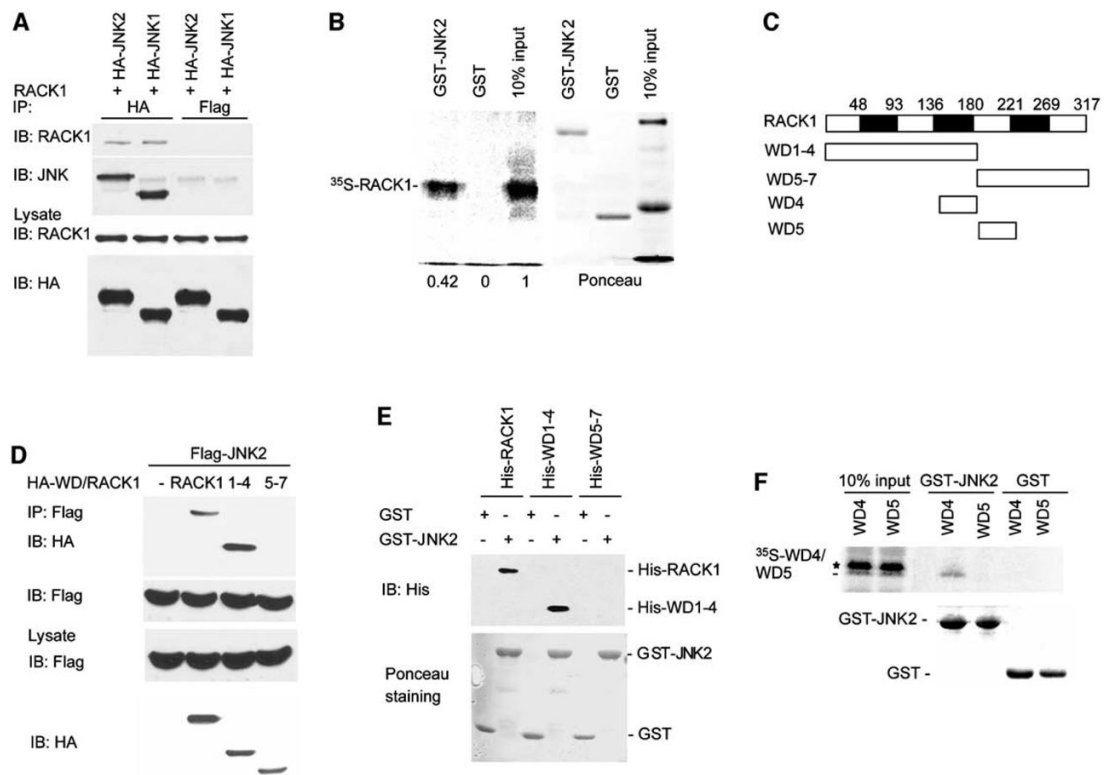 A
HA-JNK2
HA-JNK1
HA-JNK2
HA-JNK1
RACK1 + + + +
IP: HA Flag
IB: RACK1
IB: JNK
Lysate
IB: RACK1
IB: HA
B
GST-JNK2
GST
10% input
GST-JNK2
GST
10% input
35S-RACK1-
0.42 0 1 Ponceau
C
48 93 136 180 221 269 317
RACK1
WD1-4
WD5-7
WD4
WD5
D
Flag-JNK2
HA-WD/RACK1 - RACK1 1-4 5-7
IP: Flag
IB: HA
IB: Flag
Lysate
IB: Flag
IB: HA
E
His-RACK1
His-WD1-4
His-WD5-7
GST + - + - + -
GST-JNK2 - + - + - +
IB: His
- His-RACK1
- His-WD1-4
Ponceau
staining
- GST-JNK2
- GST
F
10% input GST-JNK2 GST
WD4 WD5 WD4 WD5 WD4 WD5
35S-WD4/ *
WD5 -
GST-JNK2 -
GST -